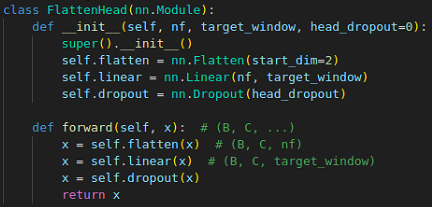 class FlattenHead(nn.Module):
    def __init__(self, nf, target_window, head_dropout=0):
        super().__init__()
        self.flatten = nn.Flatten(start_dim=2)
        self.linear = nn.Linear(nf, target_window)
        self.dropout = nn.Dropout(head_dropout)

    def forward(self, x):  # (B, C, ...)
        x = self.flatten(x)  # (B, C, nf)
        x = self.linear(x)  # (B, C, target_window)
        x = self.dropout(x)
        return x